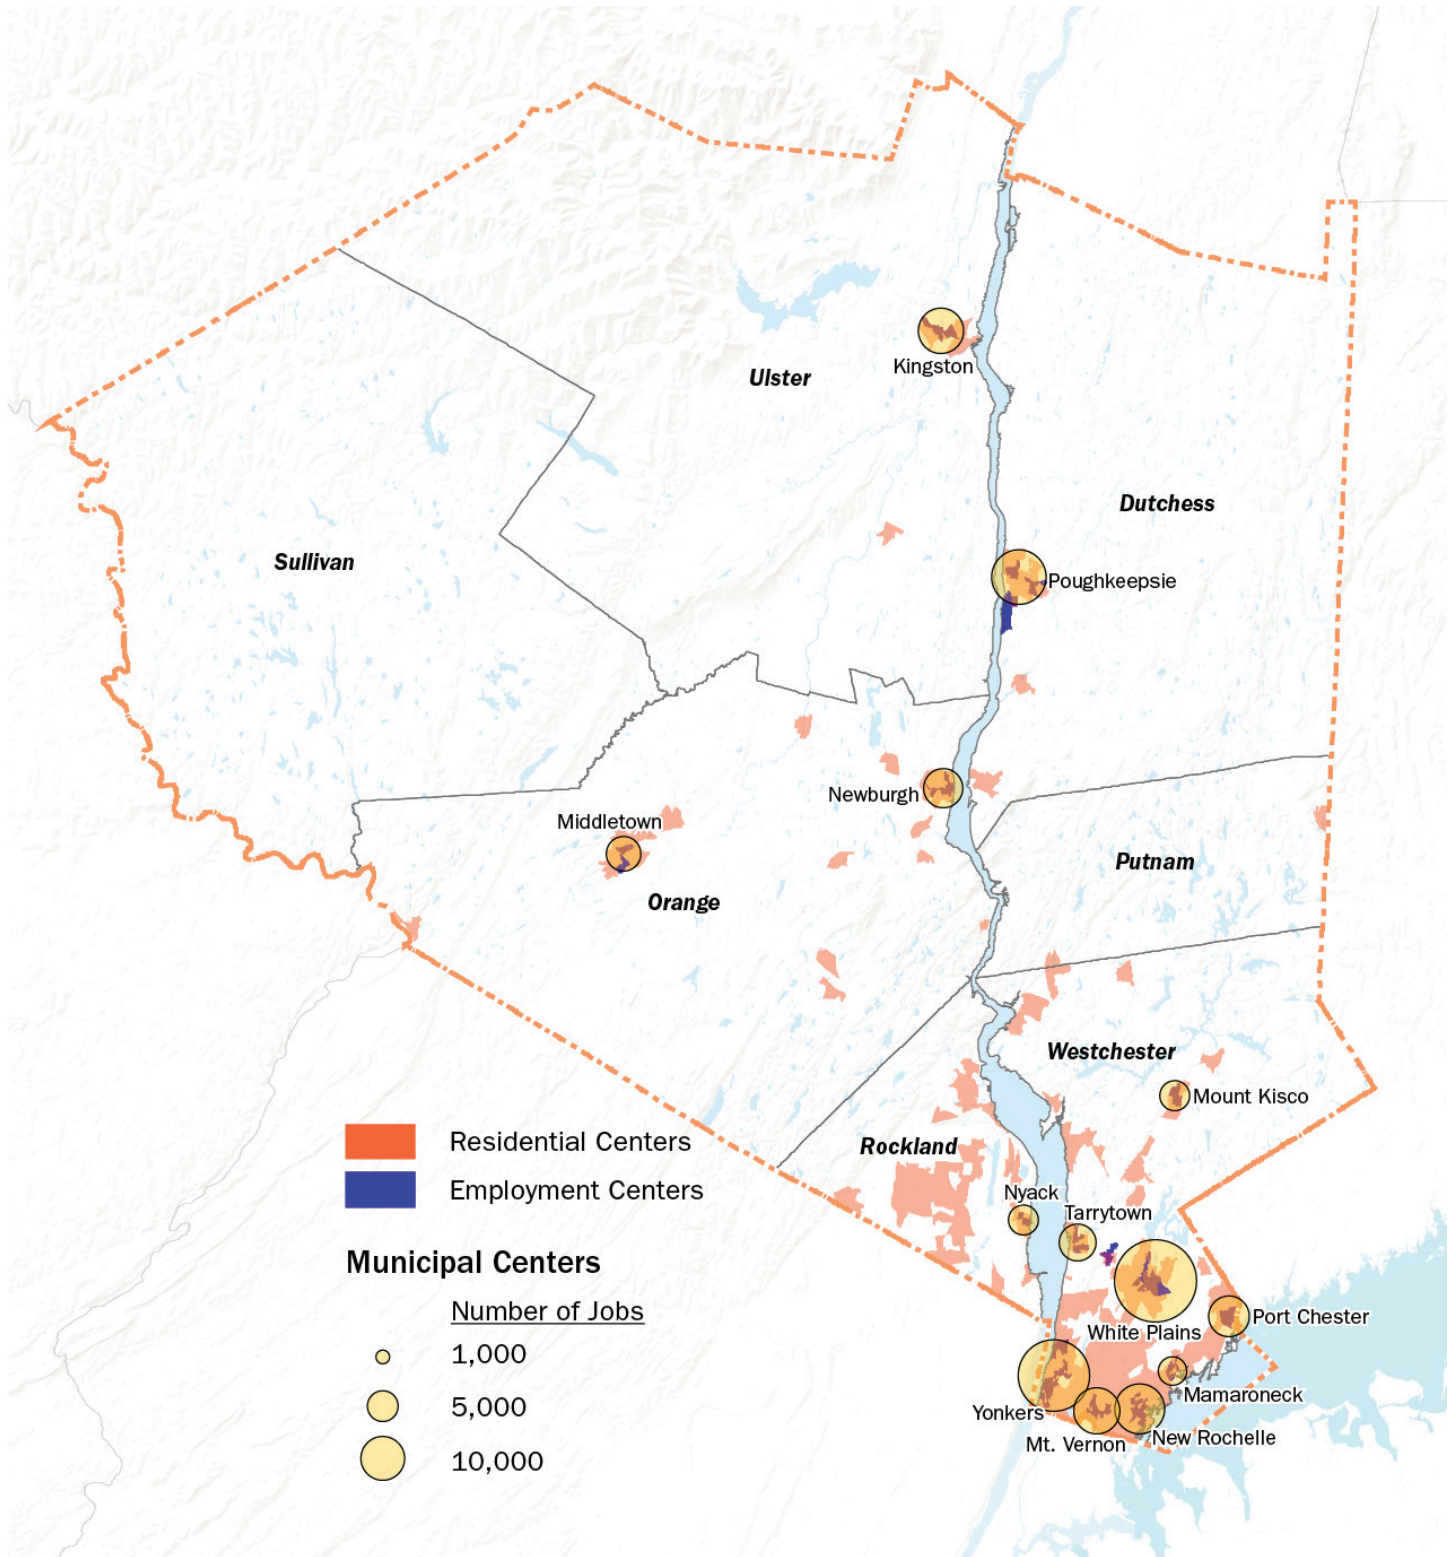 Kingston
Ulster
Dutchess
Sullivan
Poughkeepsie
Newburgh
Middletown
Putnam
Orange
Westchester
Mount Kisco
Rockland
Nyack
Tarrytown
White Plains
Port Chester
Mamaroneck
Yonkers
New Rochelle
Mt. Vernon
Residential Centers
Employment Centers
Municipal Centers
Number of Jobs
1,000
5,000
10,000